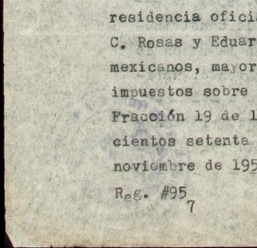 residencia ofici
C. Rosas y Eduar
mexicanos, mayor
impuestos sobre
Fracción 19 de l
cientos setenta
noviembre de 195
Reg. #95
7